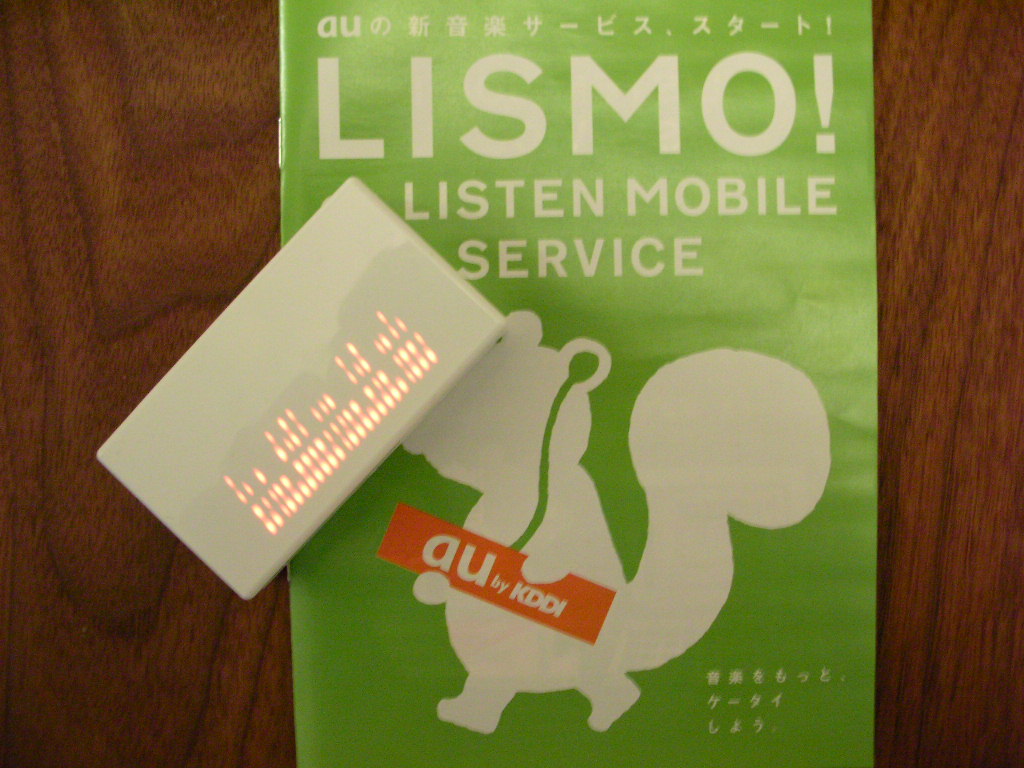 auの新音楽サービス、スタート!
LISMO!
LISTEN MOBILE
SERVICE
au by KDDI
音楽をもっと、
ケータイ
しよう。